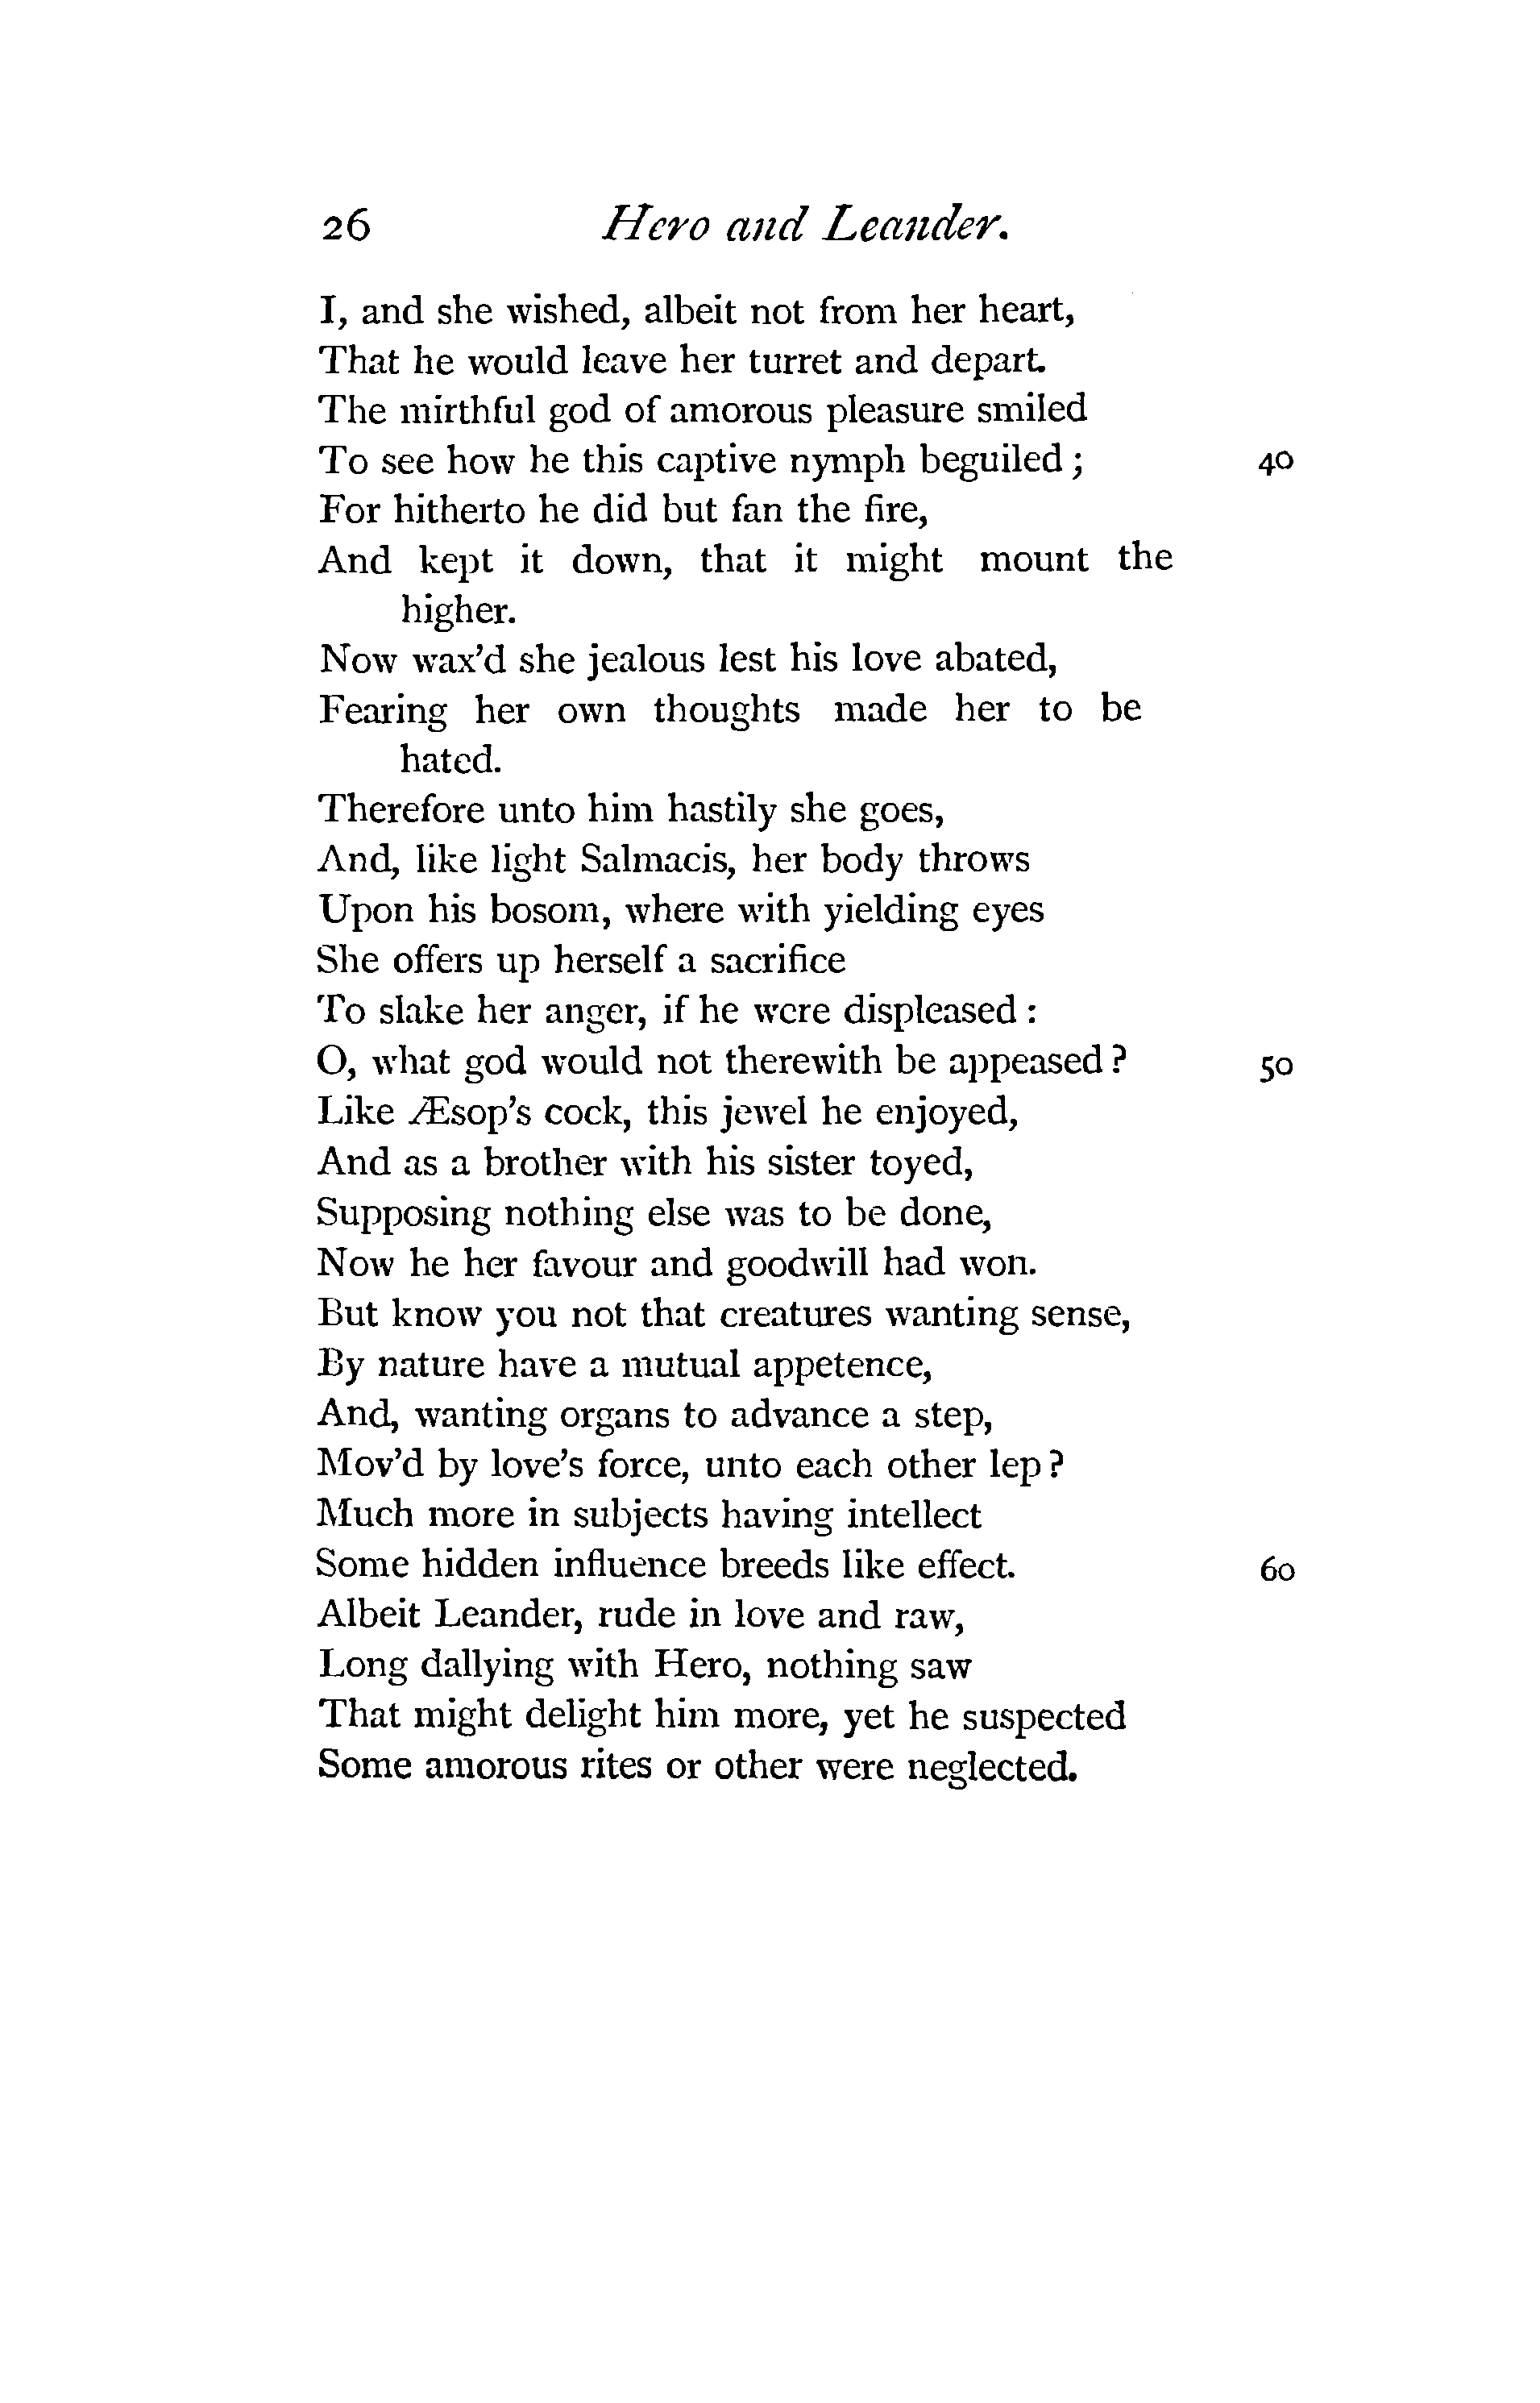 26 Hero and Leander.
I, and she wished, albeit not from her heart,
That he would leave her turret and depart.
The mirthful god of amorous pleasure smiled
To see how he this captive nymph beguiled; 40
For hitherto he did but fan the fire,
And kept it down, that it might mount the
higher.
Now wax'd she jealous lest his love abated,
Fearing her own thoughts made her to be
hated.
Therefore unto him hastily she goes,
And, like light Salmacis, her body throws
Upon his bosom, where with yielding eyes
She offers up herself a sacrifice
To slake her anger, if he were displeased:
O, what god would not therewith be appeased? 50
Like Æsop's cock, this jewel he enjoyed,
And as a brother with his sister toyed,
Supposing nothing else was to be done,
Now he her favour and goodwill had won.
But know you not that creatures wanting sense,
By nature have a mutual appetence,
And, wanting organs to advance a step,
Mov'd by love's force, unto each other lep?
Much more in subjects having intellect
Some hidden influence breeds like effect. 60
Albeit Leander, rude in love and raw,
Long dallying with Hero, nothing saw
That might delight him more, yet he suspected
Some amorous rites or other were neglected.